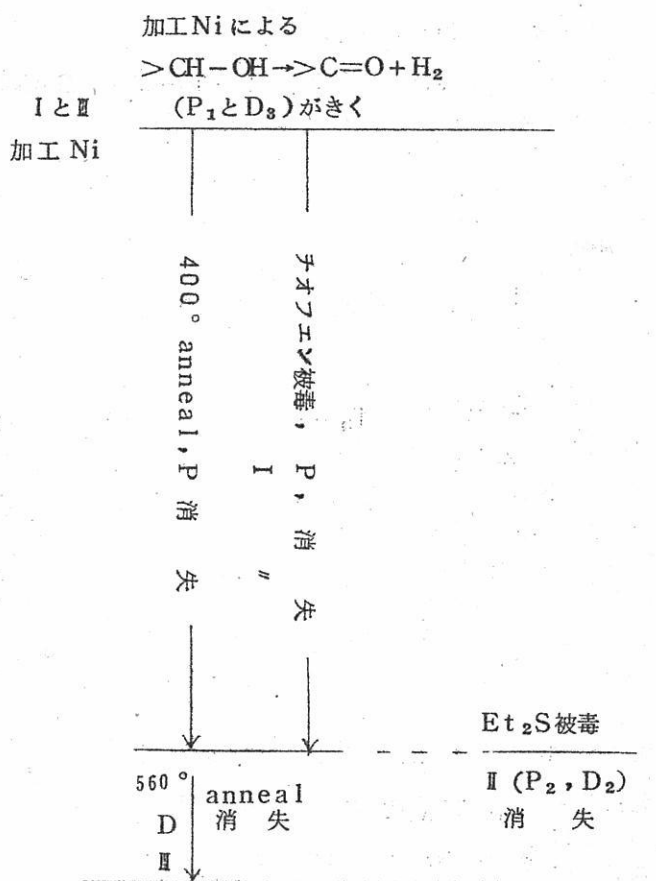 加工Niによる
>CH-OH→>C=O+H₂
ⅠとⅢ (P₁とD₃)がきく
加工 Ni
400° anneal, P 消失
チオフェン被毒, P, 消失
Ⅰ 〃
Et₂S被毒
560° anneal
D 消失
Ⅲ
Ⅱ (P₂, D₂)
消失